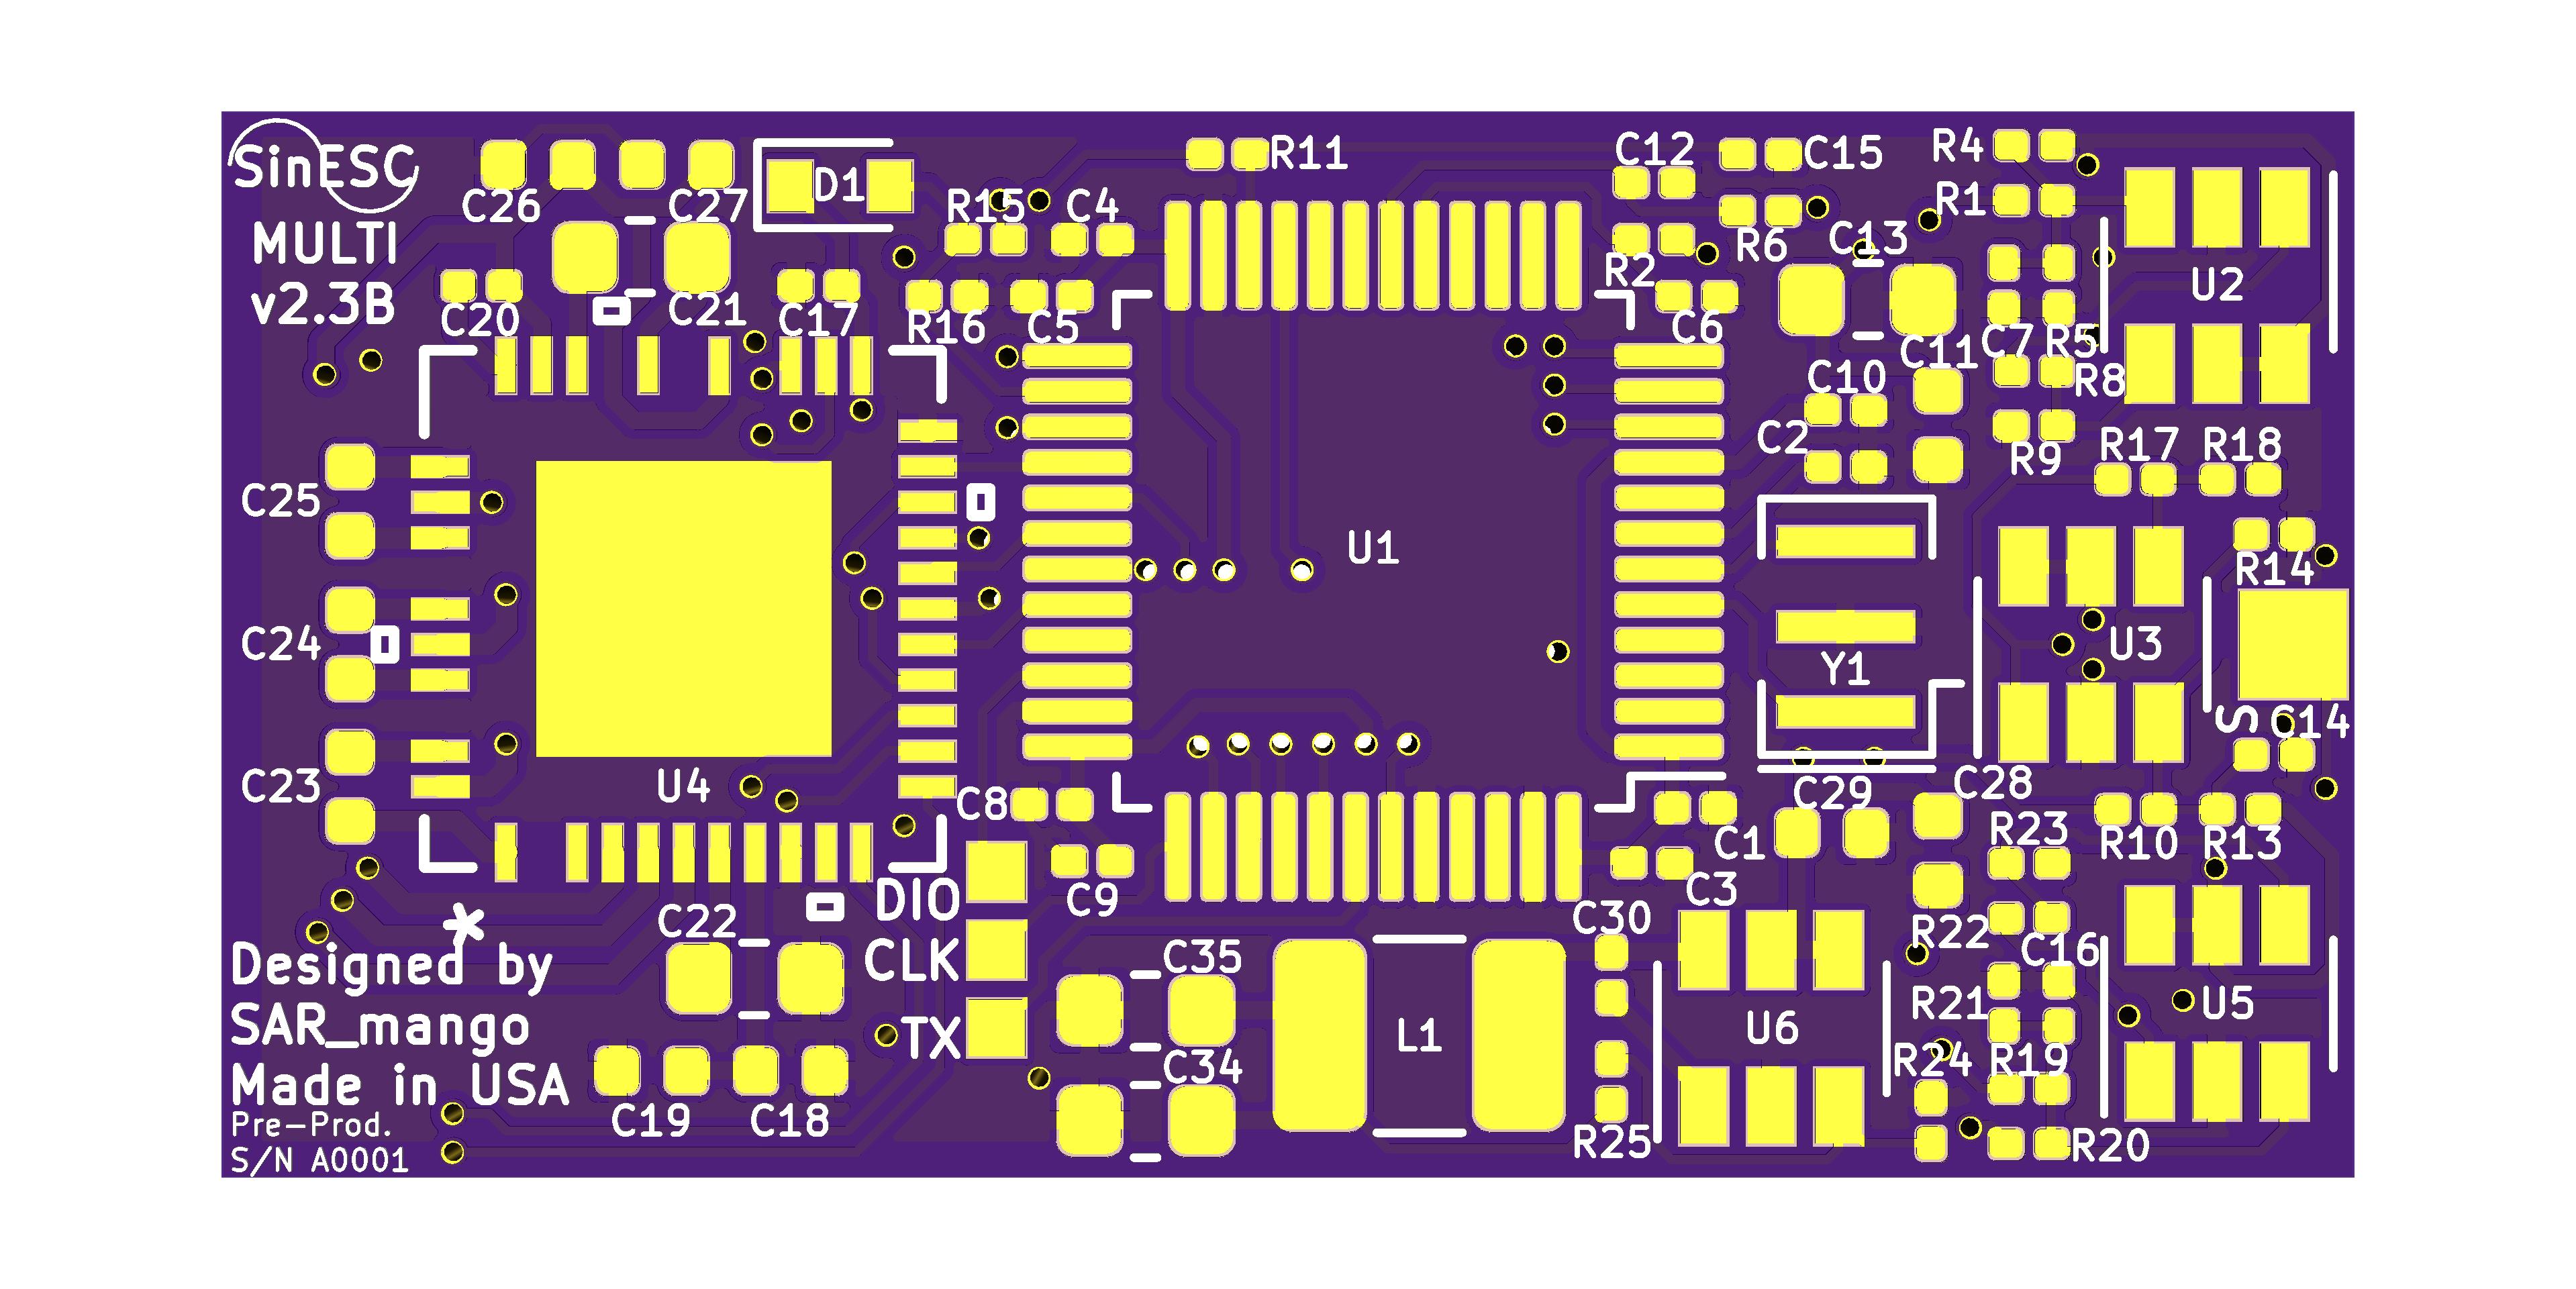 SinESC
MULTI
v2.3B
C26
C27
D1
R15
C4
R11
C12
C15
R4
R1
C20
C21
C17
R16
C5
R2
R6
C13
U2
C6
C11
C7
R5
C10
R8
C2
R9
R17
R18
C25
U1
R14
C24
Y1
U3
S
C14
C23
U4
C8
C29
C28
C1
R23
R10
R13
DIO
C22
CLK
TX
C9
C3
C35
C30
R22
C16
R21
U5
L1
U6
C34
R24
R19
C19
C18
R25
R20
Designed by
SAR_mango
Made in USA
Pre-Prod.
S/N A0001